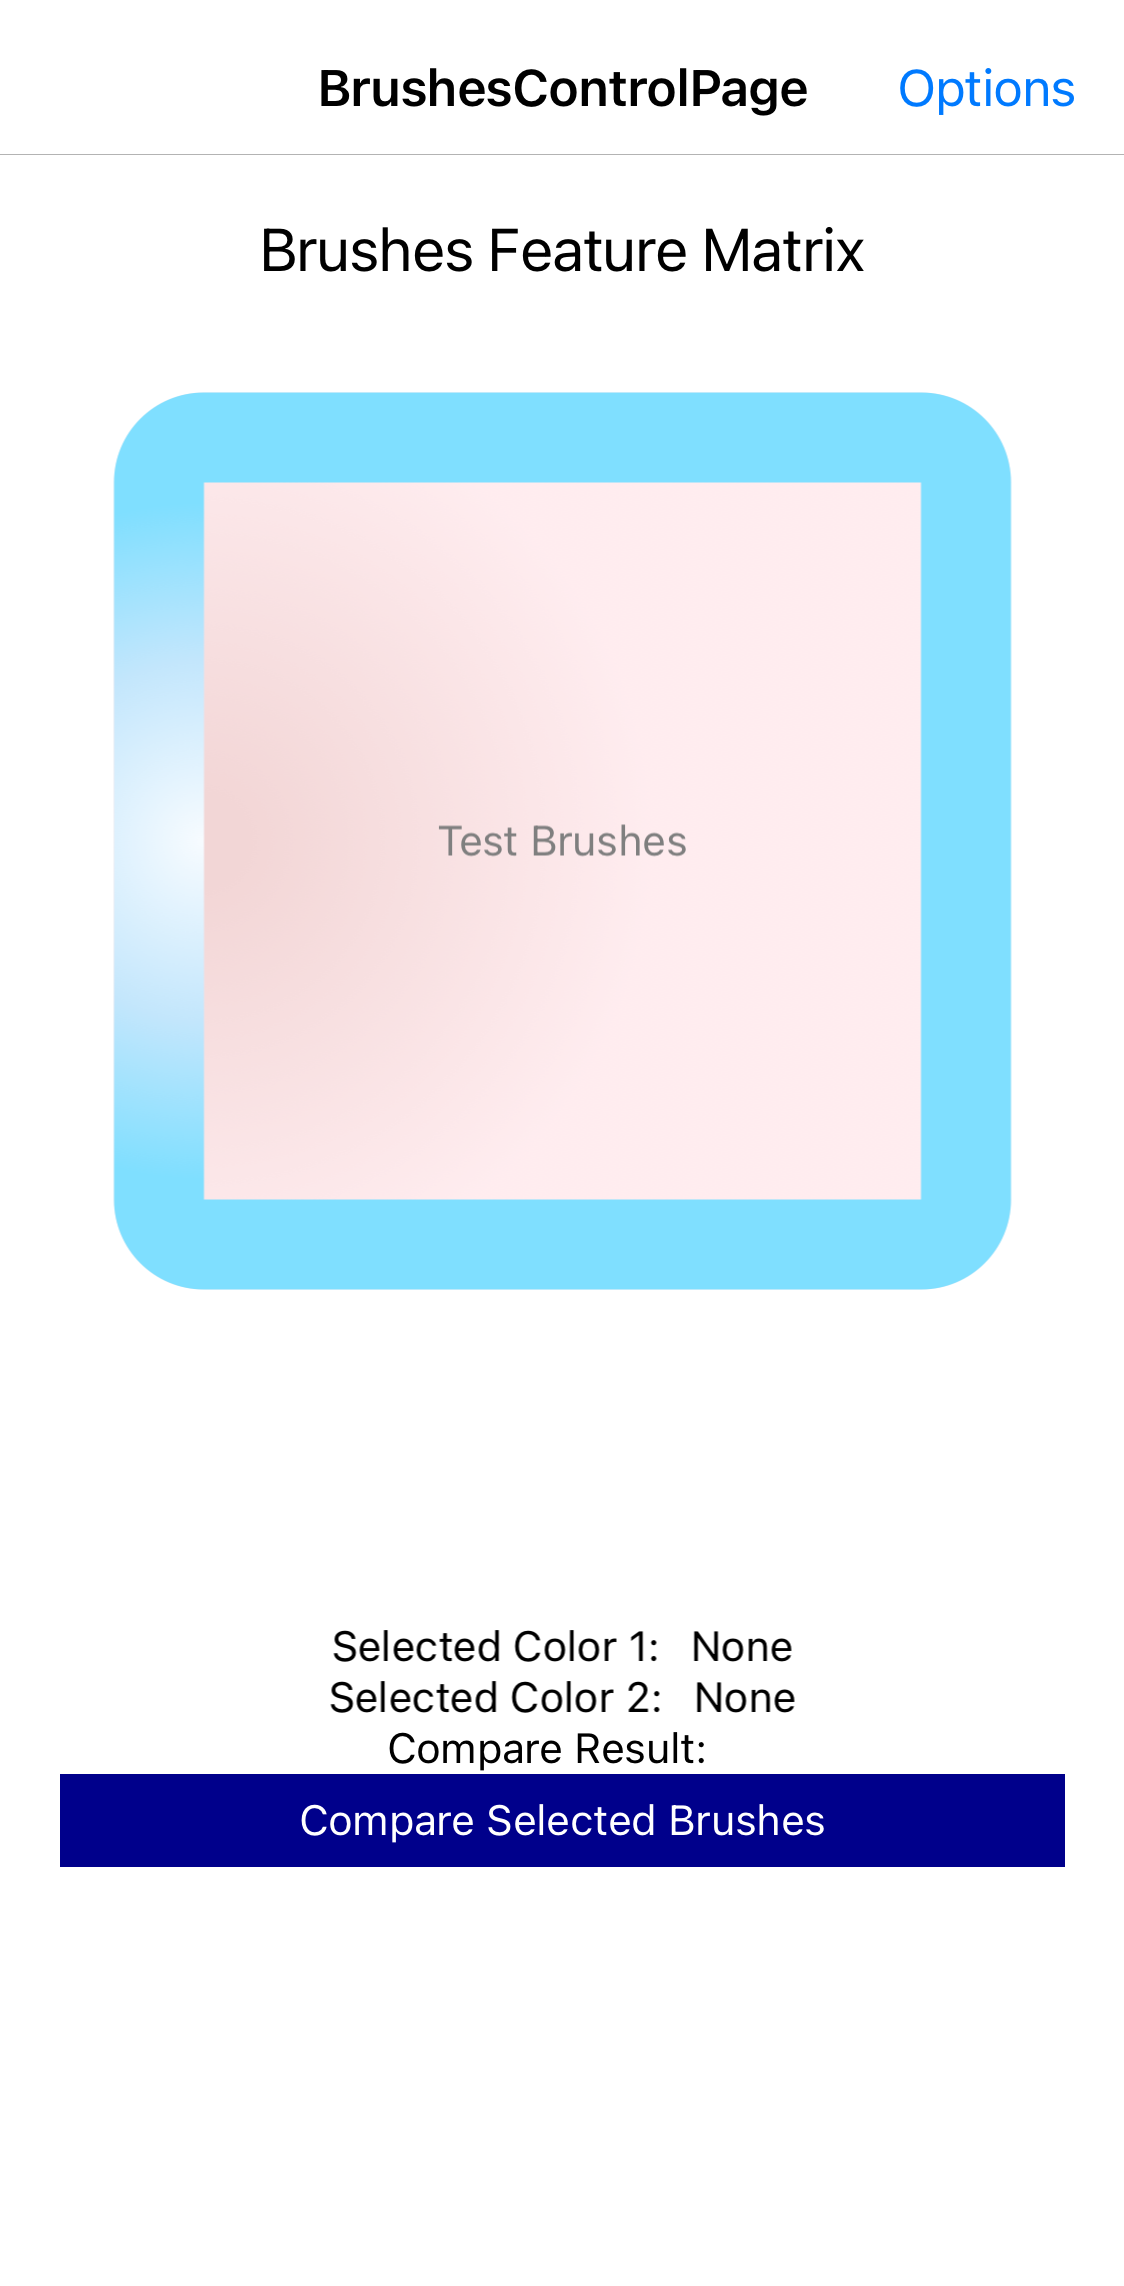 BrushesControlPage
Options
Brushes Feature Matrix
Test Brushes
Selected Color 1: None
Selected Color 2: None
Compare Result:
Compare Selected Brushes